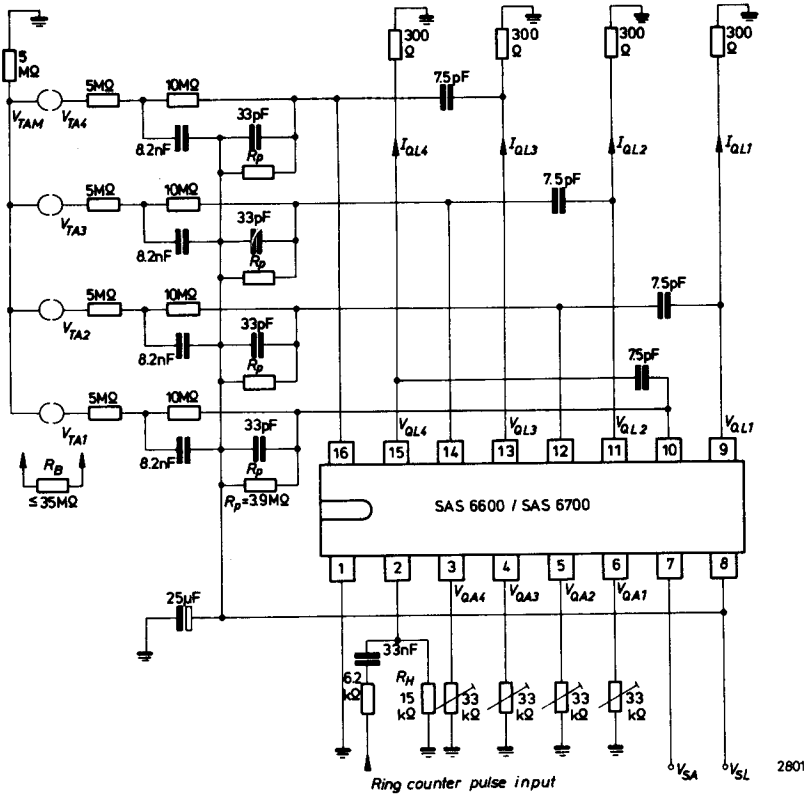 300
Ω
300
Ω
300
Ω
300
Ω
5
MΩ
5MΩ
10MΩ
7.5pF
V_TAM
V_TA4
33pF
8.2nF
R_p
I_QL4
I_QL3
I_QL2
I_QL1
5MΩ
10MΩ
7.5pF
V_TA3
33pF
8.2nF
R_p
5MΩ
10MΩ
7.5pF
V_TA2
33pF
8.2nF
R_p
7.5pF
5MΩ
10MΩ
V_TA1
33pF
8.2nF
V_QL4
V_QL3
V_QL2
V_QL1
R_B
≤35MΩ
R_p
R_p=3.9MΩ
16
15
14
13
12
11
10
9
SAS 6600 / SAS 6700
1
2
3
4
5
6
7
8
V_QA4
V_QA3
V_QA2
V_QA1
25µF
33nF
6.2
kΩ
R_H
15
kΩ
33
kΩ
33
kΩ
33
kΩ
33
kΩ
V_SA
V_SL
2801
Ring counter pulse input